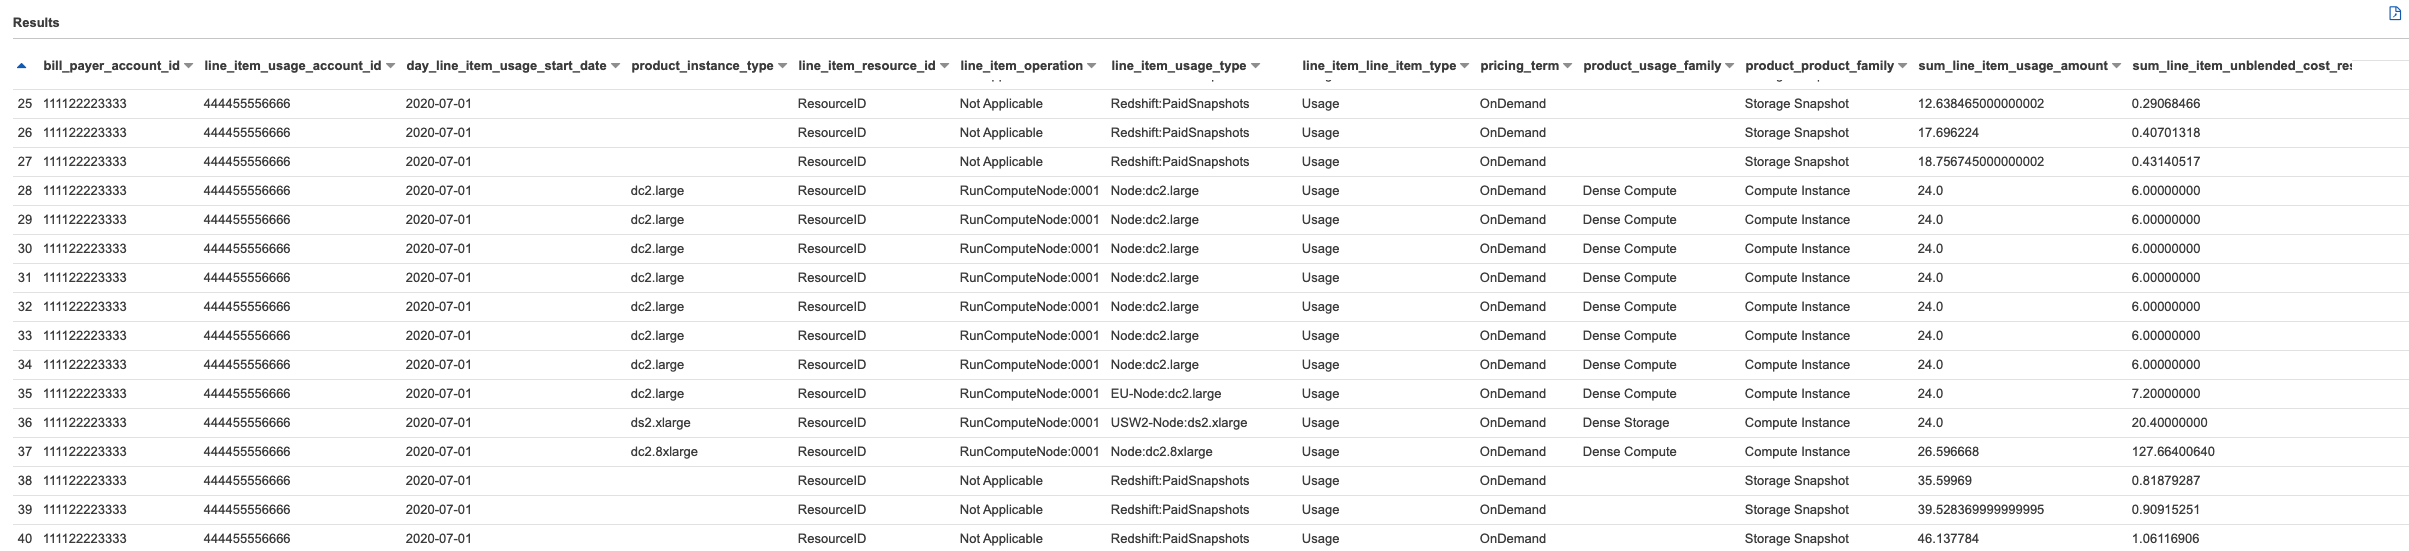 Results
bill_payer_account_id line_item_usage_account_id day_line_item_usage_start_date product_instance_type line_item_resource_id line_item_operation line_item_usage_type line_item_line_item_type pricing_term product_usage_family product_product_family sum_line_item_usage_amount sum_line_item_unblended_cost_res
25 111122223333 444455556666 2020-07-01 ResourceID Not Applicable Redshift:PaidSnapshots Usage OnDemand Storage Snapshot 12.638465000000002 0.29068466
26 111122223333 444455556666 2020-07-01 ResourceID Not Applicable Redshift:PaidSnapshots Usage OnDemand Storage Snapshot 17.696224 0.40701318
27 111122223333 444455556666 2020-07-01 ResourceID Not Applicable Redshift:PaidSnapshots Usage OnDemand Storage Snapshot 18.756745000000002 0.43140517
28 111122223333 444455556666 2020-07-01 dc2.large ResourceID RunComputeNode:0001 Node:dc2.large Usage OnDemand Dense Compute Compute Instance 24.0 6.00000000
29 111122223333 444455556666 2020-07-01 dc2.large ResourceID RunComputeNode:0001 Node:dc2.large Usage OnDemand Dense Compute Compute Instance 24.0 6.00000000
30 111122223333 444455556666 2020-07-01 dc2.large ResourceID RunComputeNode:0001 Node:dc2.large Usage OnDemand Dense Compute Compute Instance 24.0 6.00000000
31 111122223333 444455556666 2020-07-01 dc2.large ResourceID RunComputeNode:0001 Node:dc2.large Usage OnDemand Dense Compute Compute Instance 24.0 6.00000000
32 111122223333 444455556666 2020-07-01 dc2.large ResourceID RunComputeNode:0001 Node:dc2.large Usage OnDemand Dense Compute Compute Instance 24.0 6.00000000
33 111122223333 444455556666 2020-07-01 dc2.large ResourceID RunComputeNode:0001 Node:dc2.large Usage OnDemand Dense Compute Compute Instance 24.0 6.00000000
34 111122223333 444455556666 2020-07-01 dc2.large ResourceID RunComputeNode:0001 Node:dc2.large Usage OnDemand Dense Compute Compute Instance 24.0 6.00000000
35 111122223333 444455556666 2020-07-01 dc2.large ResourceID RunComputeNode:0001 EU-Node:dc2.large Usage OnDemand Dense Compute Compute Instance 24.0 7.20000000
36 111122223333 444455556666 2020-07-01 ds2.xlarge ResourceID RunComputeNode:0001 USW2-Node:ds2.xlarge Usage OnDemand Dense Storage Compute Instance 24.0 20.40000000
37 111122223333 444455556666 2020-07-01 dc2.8xlarge ResourceID RunComputeNode:0001 Node:dc2.8xlarge Usage OnDemand Dense Compute Compute Instance 26.596668 127.66400640
38 111122223333 444455556666 2020-07-01 ResourceID Not Applicable Redshift:PaidSnapshots Usage OnDemand Storage Snapshot 35.59969 0.81879287
39 111122223333 444455556666 2020-07-01 ResourceID Not Applicable Redshift:PaidSnapshots Usage OnDemand Storage Snapshot 39.528369999999995 0.90915251
40 111122223333 444455556666 2020-07-01 ResourceID Not Applicable Redshift:PaidSnapshots Usage OnDemand Storage Snapshot 46.137784 1.06116906